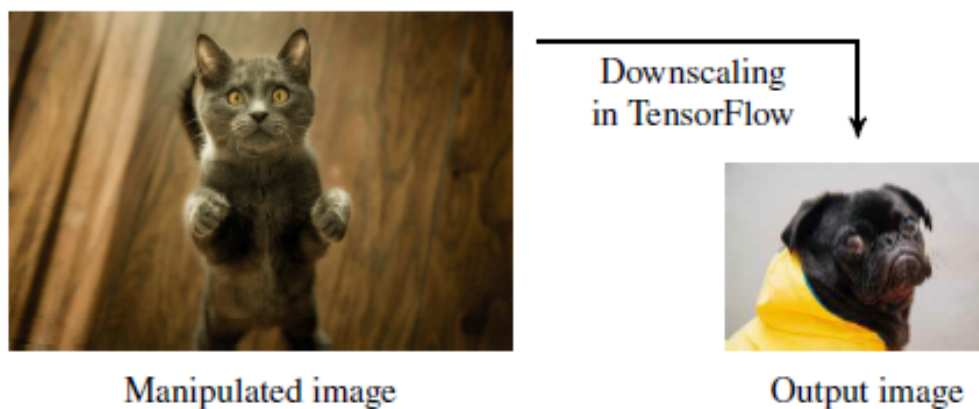 Downscaling
in TensorFlow
Manipulated image
Output image